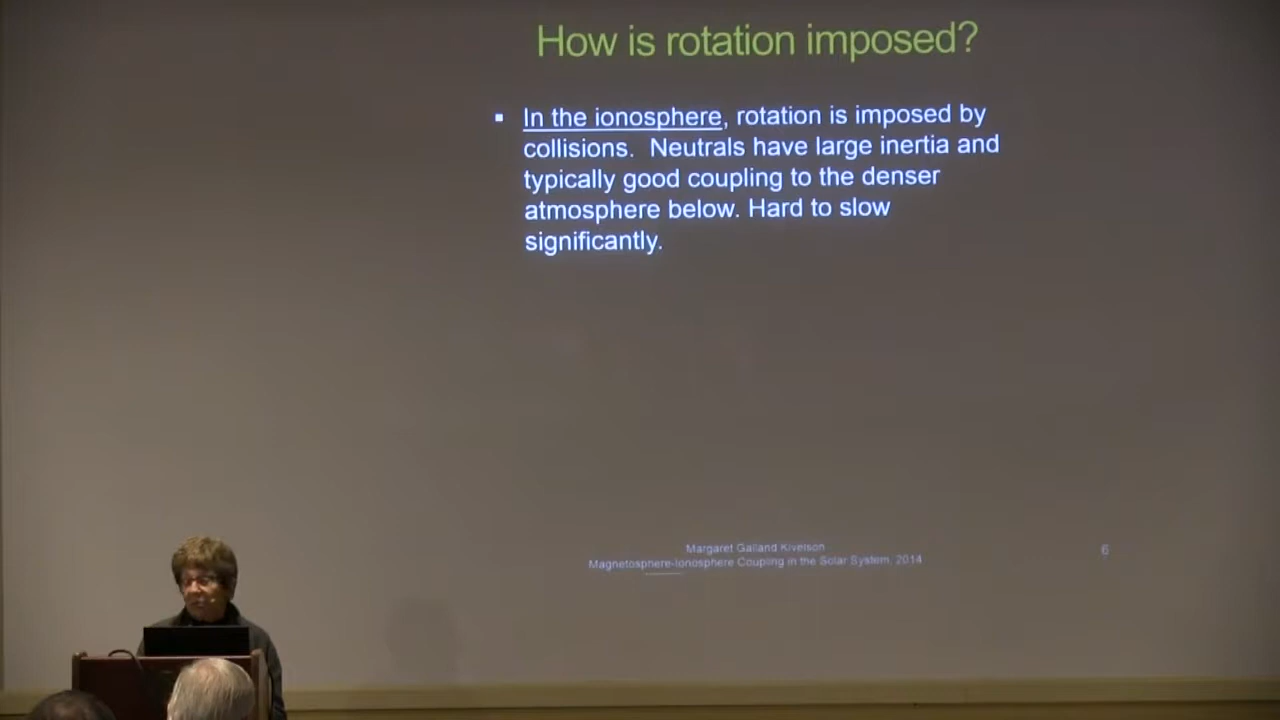 How is rotation imposed?
▪ In the ionosphere, rotation is imposed by
collisions.  Neutrals have large inertia and
typically good coupling to the denser
atmosphere below. Hard to slow
significantly.
Margaret Galland Kivelson
Magnetosphere-Ionosphere Coupling in the Solar System, 2014
6